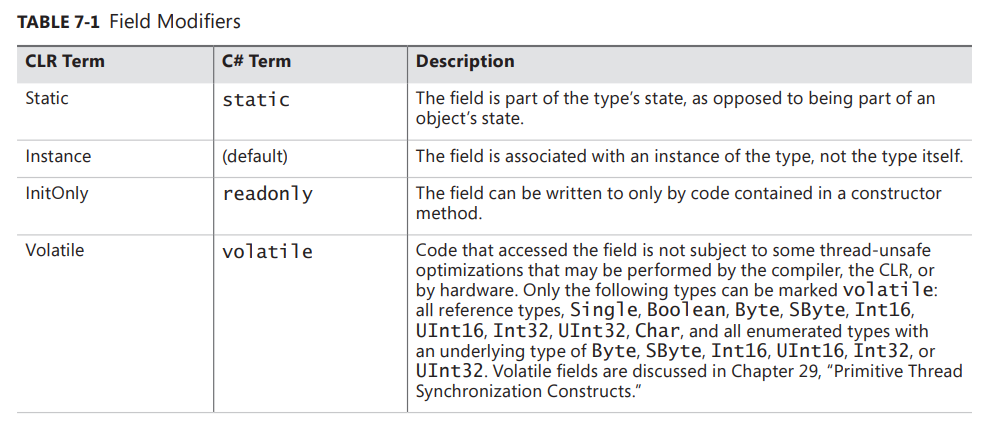 TABLE 7-1 Field Modifiers
CLR Term C# Term Description
Static static The field is part of the type’s state, as opposed to being part of an
object’s state.
Instance (default) The field is associated with an instance of the type, not the type itself.
InitOnly readonly The field can be written to only by code contained in a constructor
method.
Volatile volatile Code that accessed the field is not subject to some thread-unsafe
optimizations that may be performed by the compiler, the CLR, or
by hardware. Only the following types can be marked volatile:
all reference types, Single, Boolean, Byte, SByte, Int16,
UInt16, Int32, UInt32, Char, and all enumerated types with
an underlying type of Byte, SByte, Int16, UInt16, Int32, or
UInt32. Volatile fields are discussed in Chapter 29, “Primitive Thread
Synchronization Constructs.”